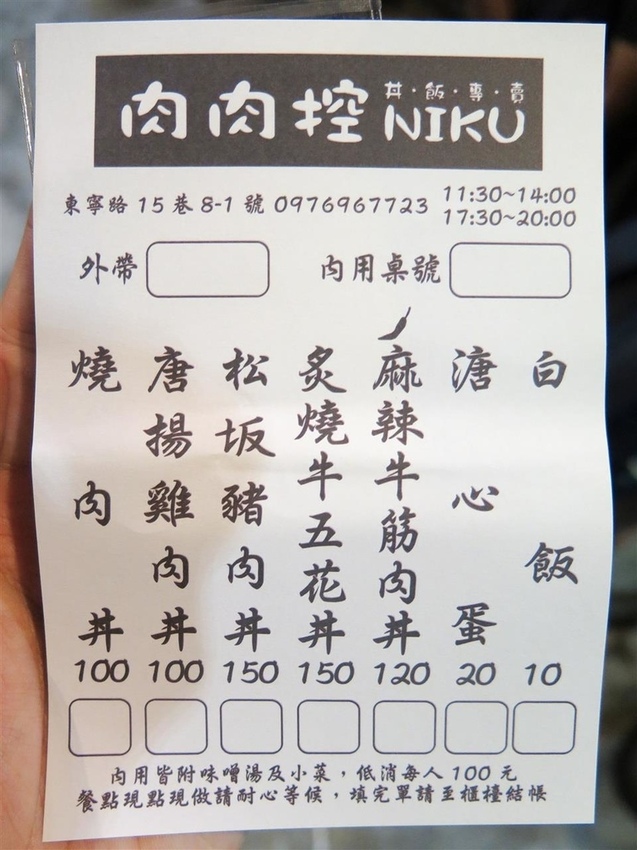 肉肉控 丼·飯·專·賣 NIKU
東寧路 15 巷 8-1 號 0976967723 11:30~14:00
17:30~20:00
外帶
內用桌號
燒肉丼 100
唐揚雞肉丼 100
松坂豬肉丼 150
炙燒牛五花丼 150
麻辣牛筋肉丼 120
溏心蛋 20
白飯 10
內用皆附味噌湯及小菜，低消每人 100 元
餐點現點現做請耐心等候，填完單請至櫃檯結帳